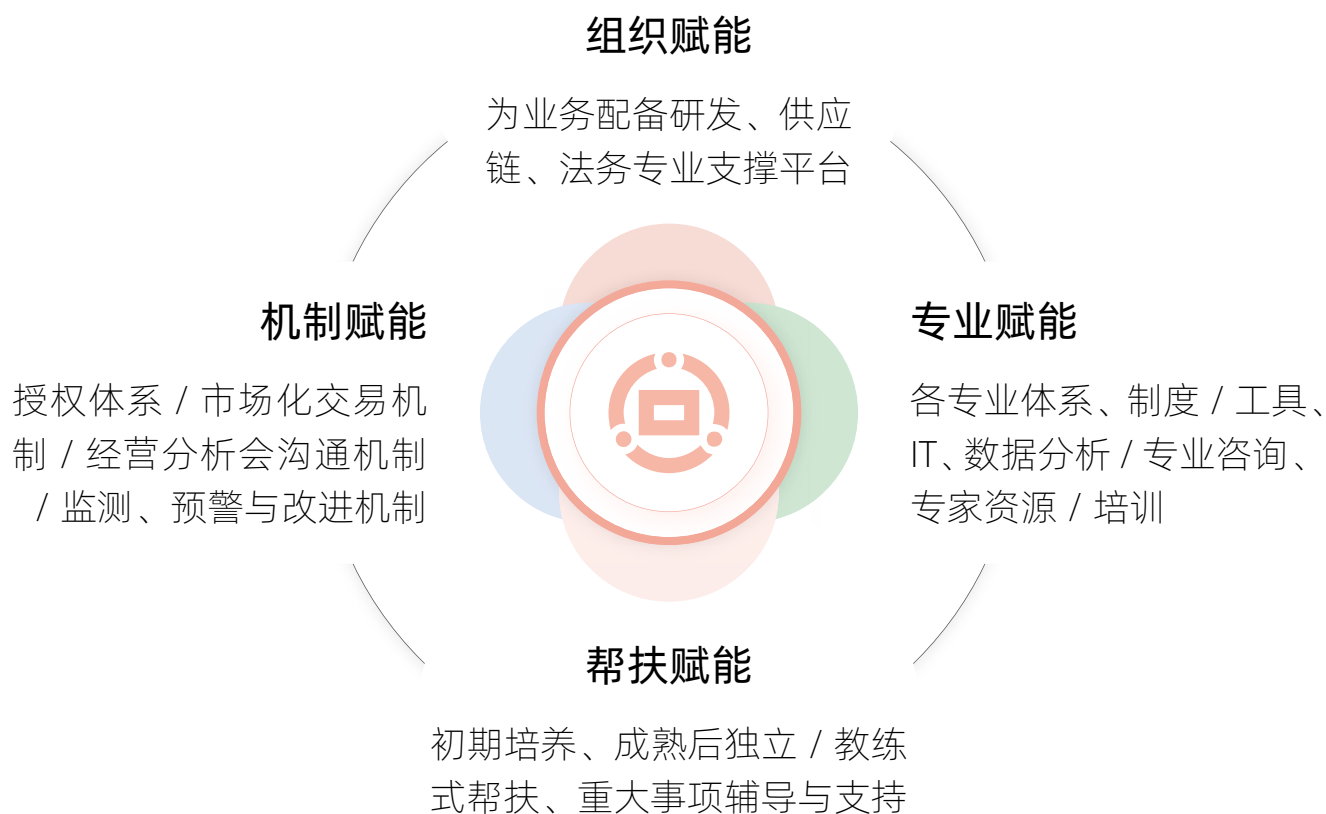 组织赋能
为业务配备研发、供应
链、法务专业支撑平台
机制赋能
授权体系 / 市场化交易机
制 / 经营分析会沟通机制
/ 监测、预警与改进机制
专业赋能
各专业体系、制度 / 工具、
IT、数据分析 / 专业咨询、
专家资源 / 培训
帮扶赋能
初期培养、成熟后独立 / 教练
式帮扶、重大事项辅导与支持